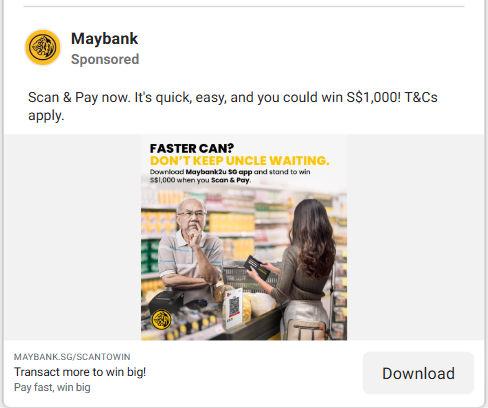 Maybank
Sponsored
Scan & Pay now. It's quick, easy, and you could win S$1,000! T&Cs
apply.
FASTER CAN?
DON'T KEEP UNCLE WAITING.
Download Maybank2u SG app and stand to win
S$1,000 when you Scan & Pay.
MAYBANK.SG/SCANTOWIN
Transact more to win big!
Pay fast, win big
Download